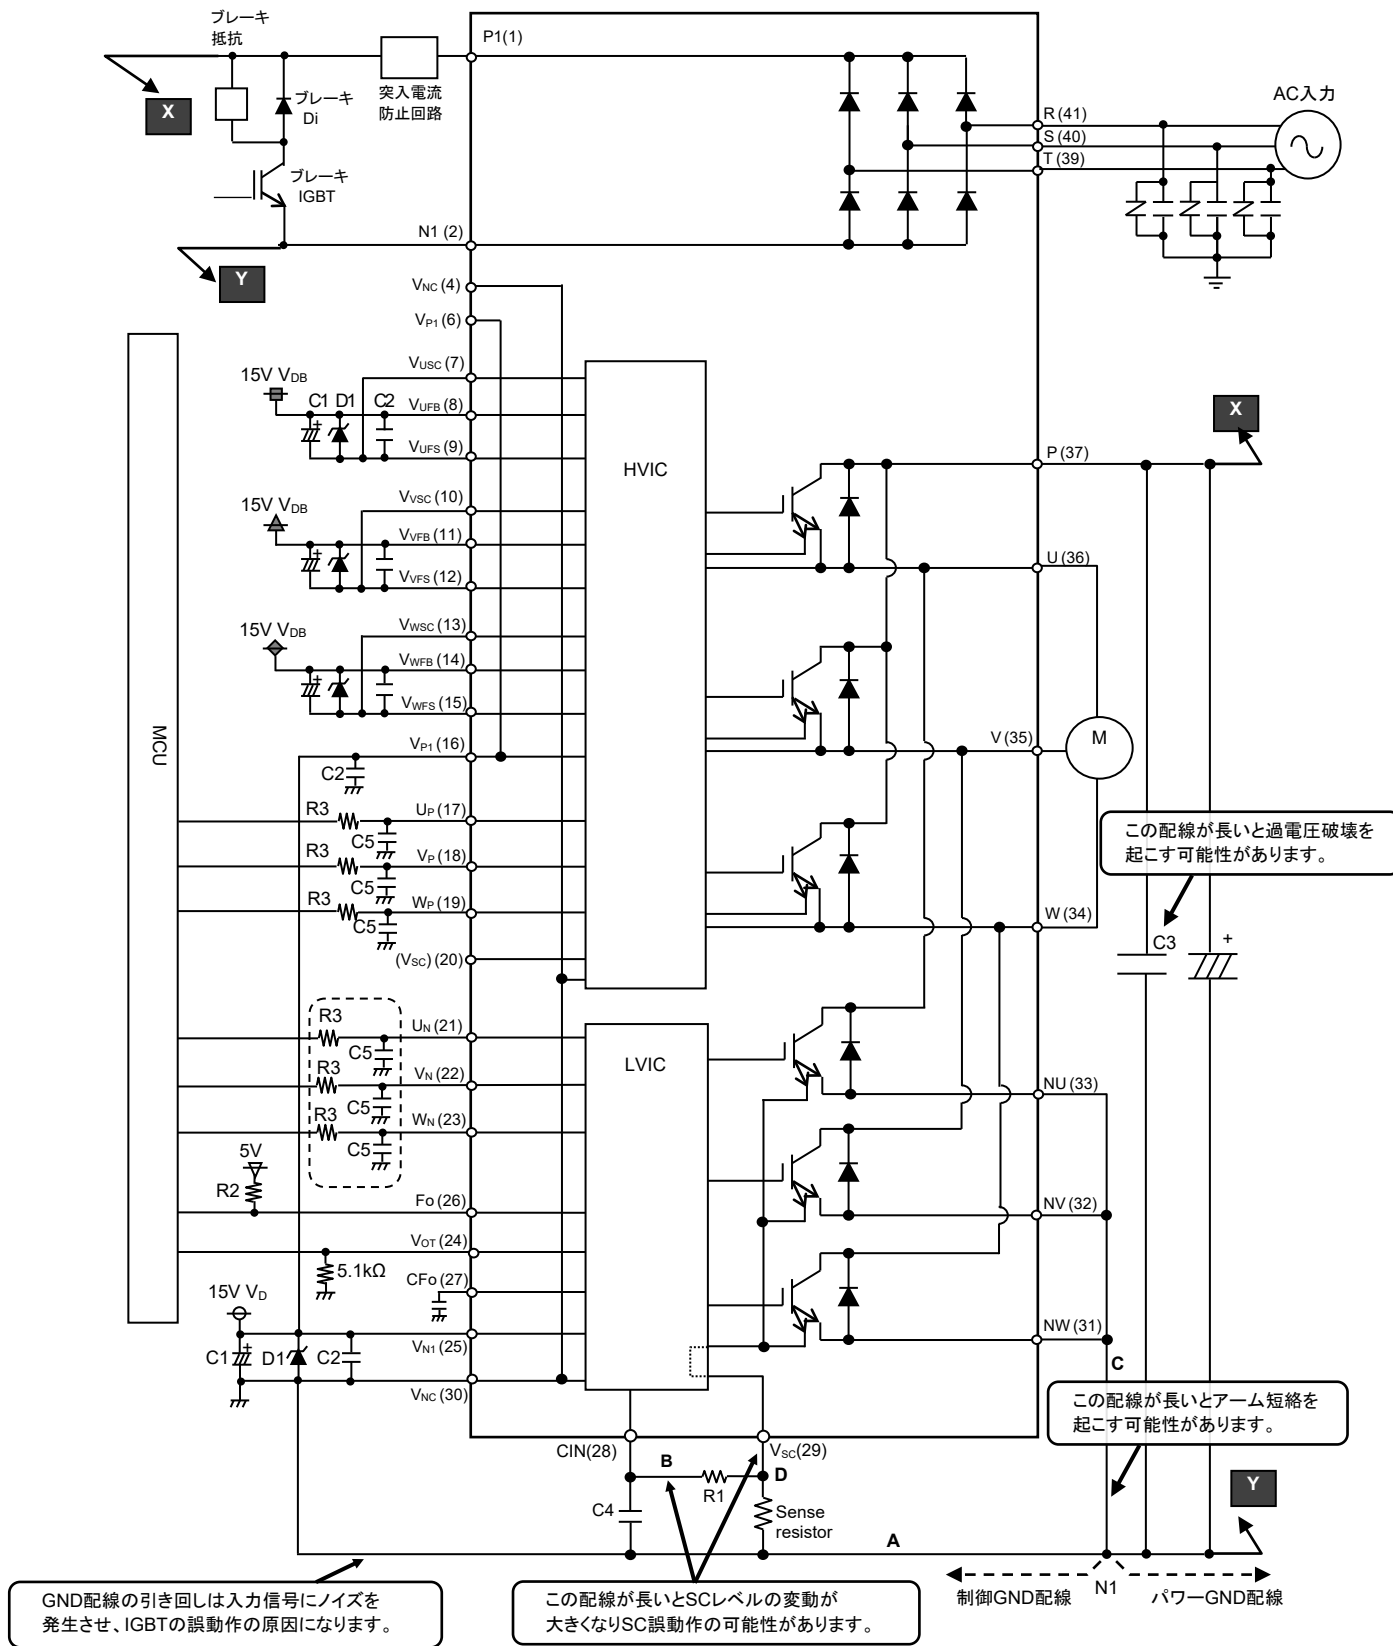 ブレーキ
抵抗
P1(1)
X
ブレーキ
Di
突入電流
防止回路
AC入力
R (41)
S (40)
T (39)
ブレーキ
IGBT
N1 (2)
Y
VNC (4)
VP1 (6)
VUSC (7)
15V VDB
C1 D1 C2
VUFB (8)
VUFS (9)
HVIC
X
P (37)
VVSC (10)
15V VDB
VVFB (11)
VVFS (12)
U (36)
VWSC (13)
15V VDB
VWFB (14)
VWFS (15)
MCU
VP1 (16)
C2
V (35)
M
R3
UP (17)
C5
R3
VP (18)
C5
R3
WP (19)
C5
この配線が長いと過電圧破壊を
起こす可能性があります。
W (34)
C3
+
(VSC) (20)
R3
UN (21)
C5
LVIC
R3
VN (22)
C5
R3
WN (23)
C5
NU (33)
5V
R2
Fo (26)
NV (32)
VOT (24)
5.1kΩ
CFo (27)
15V VD
VN1 (25)
C1
D1
C2
NW (31)
C
VNC (30)
この配線が長いとアーム短絡を
起こす可能性があります。
CIN(28)
VSC(29)
B
D
R1
C4
Sense
resistor
Y
A
N1
制御GND配線
パワーGND配線
GND配線の引き回しは入力信号にノイズを
発生させ、IGBTの誤動作の原因になります。
この配線が長いとSCレベルの変動が
大きくなりSC誤動作の可能性があります。